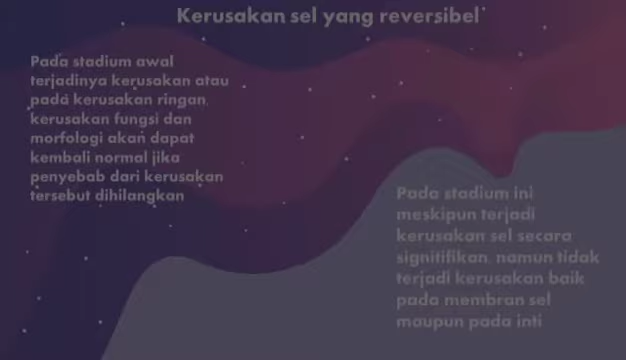 Kerusakan sel yang reversibel
Pada stadium awal
terjadinya kerusakan atau
pada kerusakan ringan,
kerusakan fungsi dan
morfologi akan dapat
kembali normal jika
penyebab dari kerusakan
tersebut dihilangkan
Pada stadium ini
meskipun terjadi
kerusakan sel secara
signitifikan, namun tidak
terjadi kerusakan baik
pada membran sel
maupun pada inti